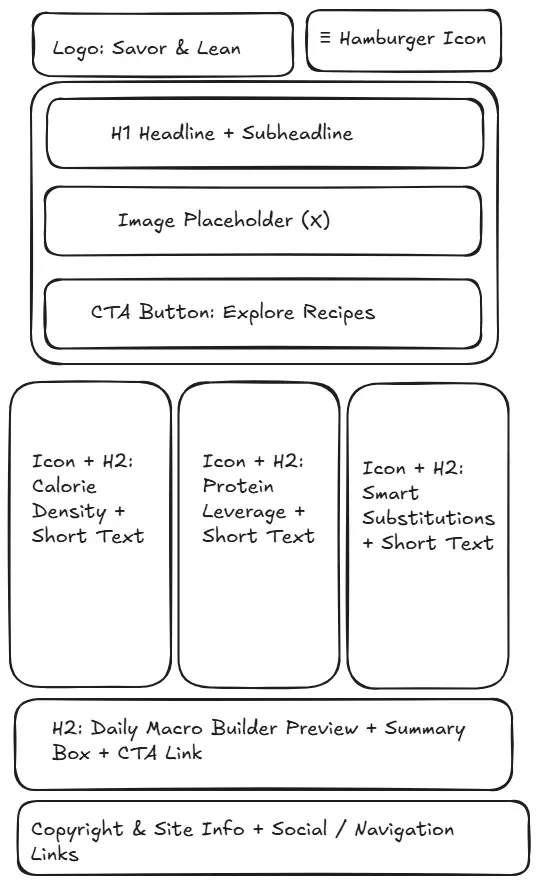 Logo: Savor & Lean
≡ Hamburger Icon
H1 Headline + Subheadline
Image Placeholder (X)
CTA Button: Explore Recipes
Icon + H2:
Calorie
Density +
Short Text
Icon + H2:
Protein
Leverage +
Short Text
Icon + H2:
Smart
Substitutions
+ Short Text
H2: Daily Macro Builder Preview + Summary
Box + CTA Link
Copyright & Site Info + Social / Navigation
Links